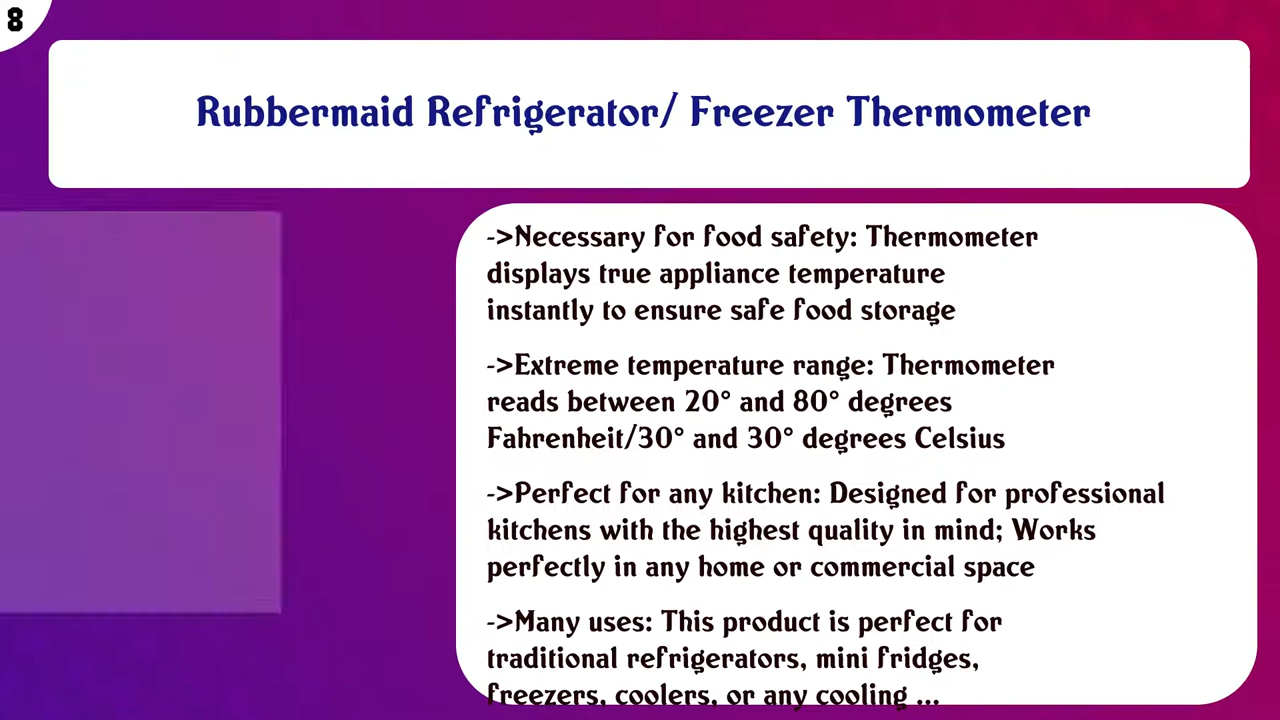 8
Rubbermaid Refrigerator/ Freezer Thermometer
->Necessary for food safety: Thermometer
displays true appliance temperature
instantly to ensure safe food storage
->Extreme temperature range: Thermometer
reads between 20° and 80° degrees
Fahrenheit/30° and 30° degrees Celsius
->Perfect for any kitchen: Designed for professional
kitchens with the highest quality in mind; Works
perfectly in any home or commercial space
->Many uses: This product is perfect for
traditional refrigerators, mini fridges,
freezers, coolers, or any cooling ...